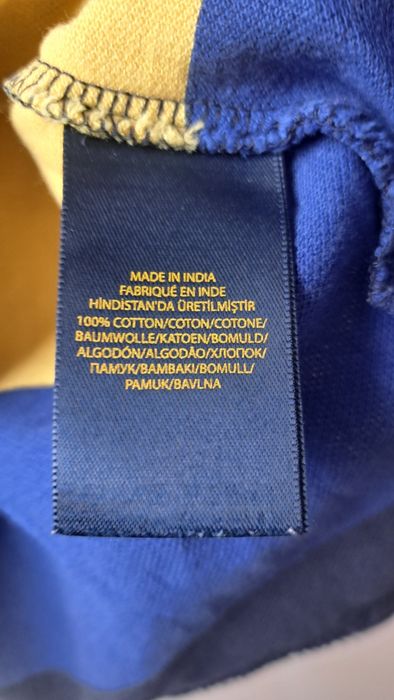 MADE IN INDIA
FABRIQUÉ EN INDE
HİNDİSTAN'DA ÜRETİLMİŞTİR
100% COTTON/COTON/COTONE/
BAUMWOLLE/KATOEN/BOMULD/
ALGODÓN/ALGODÃO/ХЛОПОК/
ПАМУК/BAMBAKI/BOMULL/
PAMUK/BAVLNA